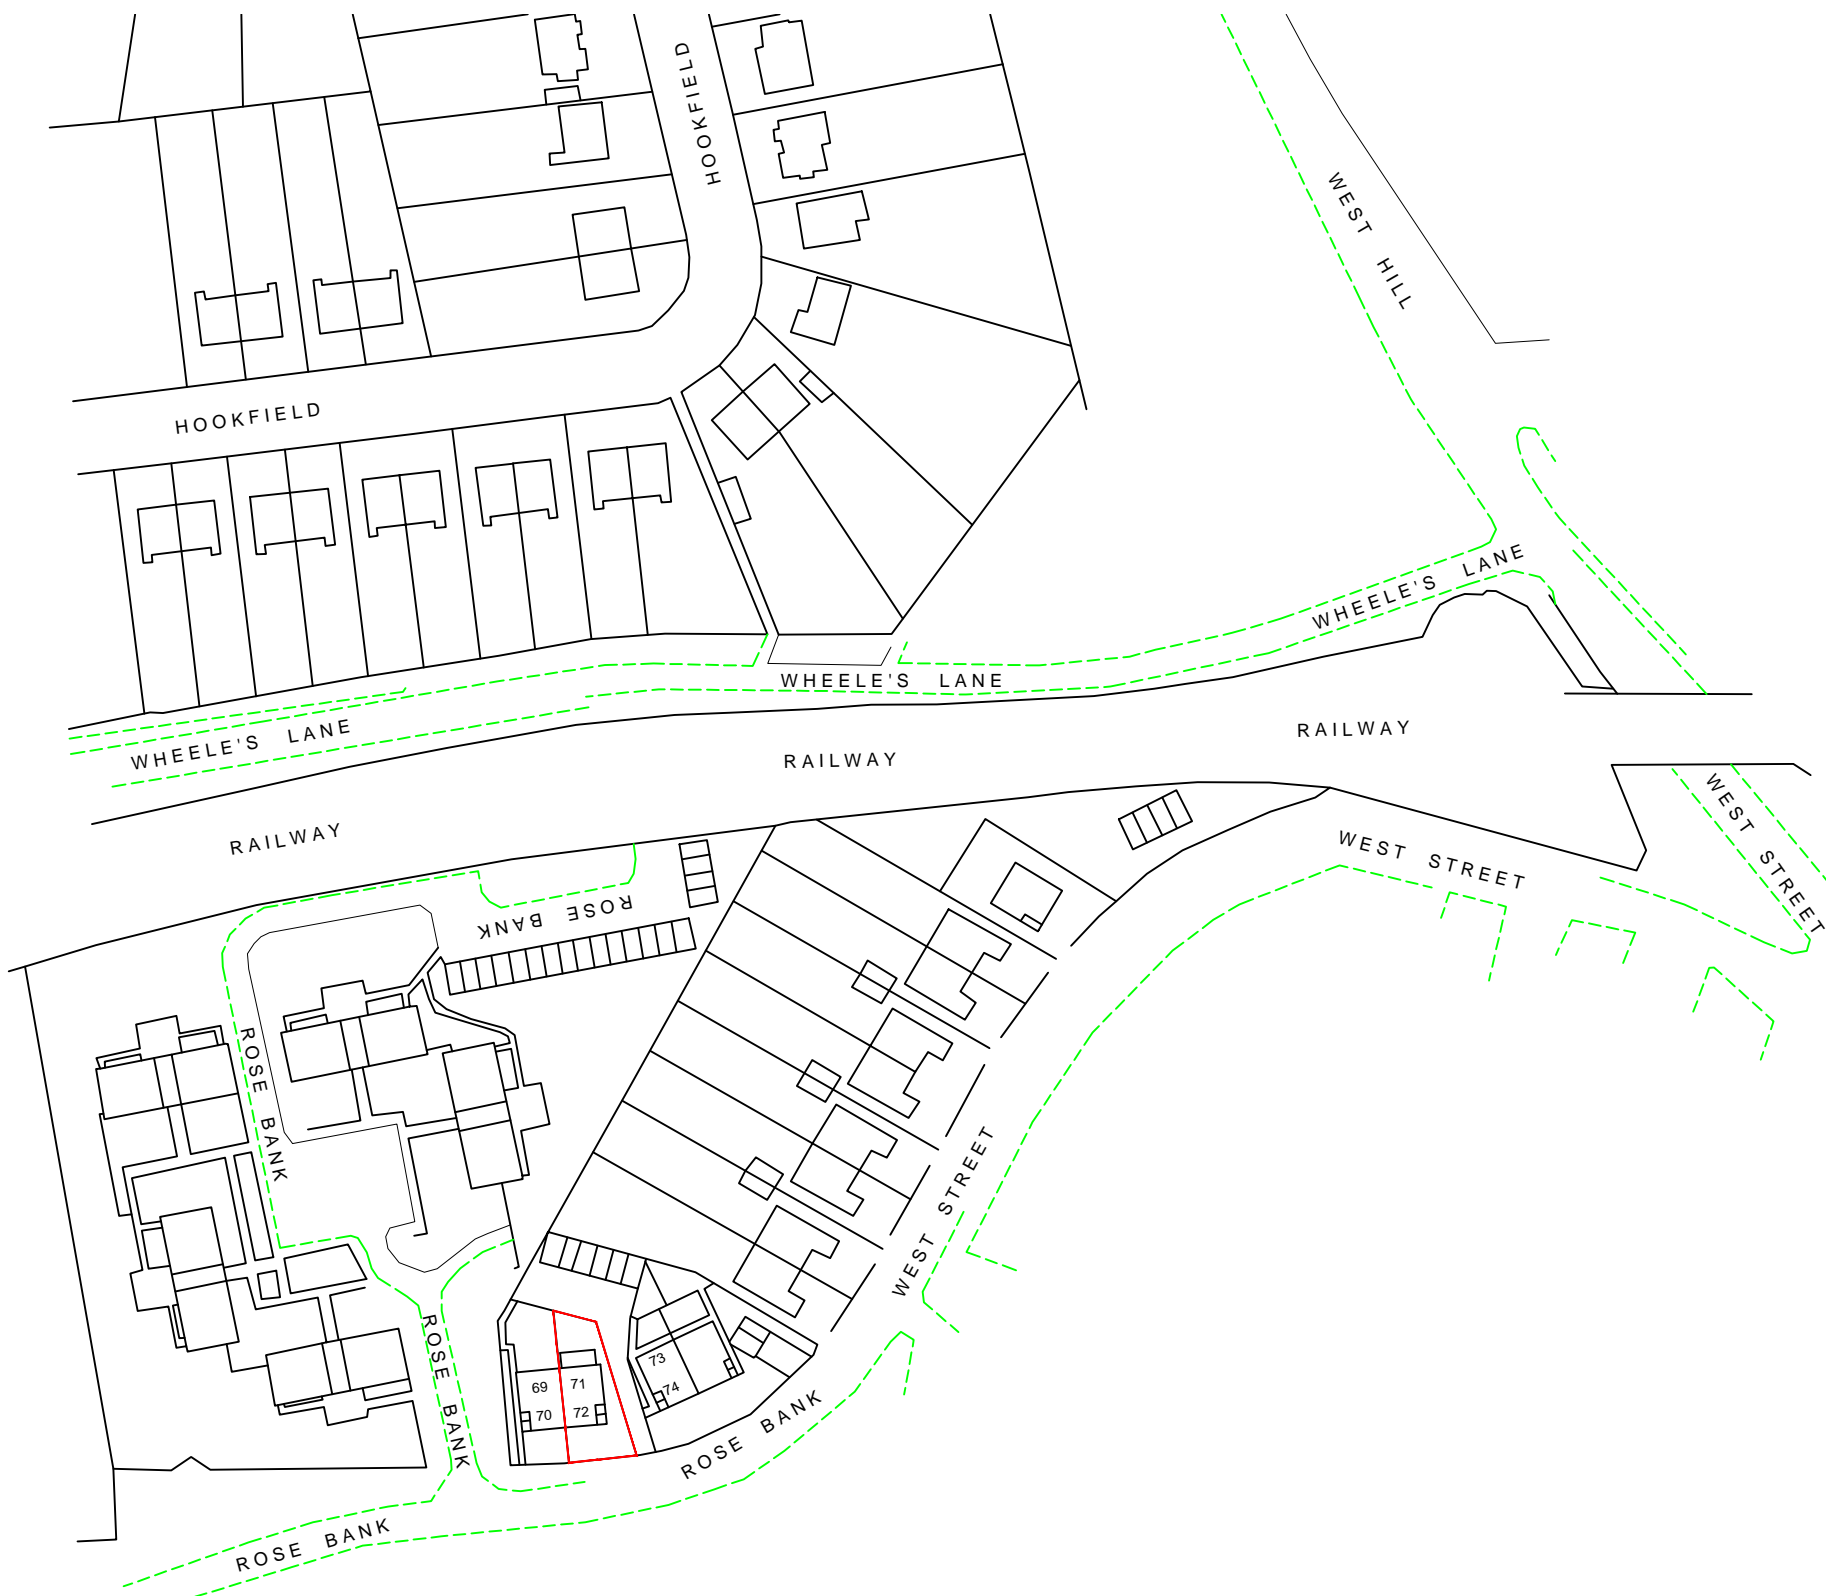 HOOKFIELD
WEST HILL
HOOKFIELD
WHEELE'S LANE
WHEELE'S LANE
WHEELE'S LANE
RAILWAY
RAILWAY
RAILWAY
WEST STREET
WEST STREET
ROSE BANK
ROSE BANK
WEST STREET
ROSE BANK
69
70
71
72
73
74
ROSE BANK
ROSE BANK